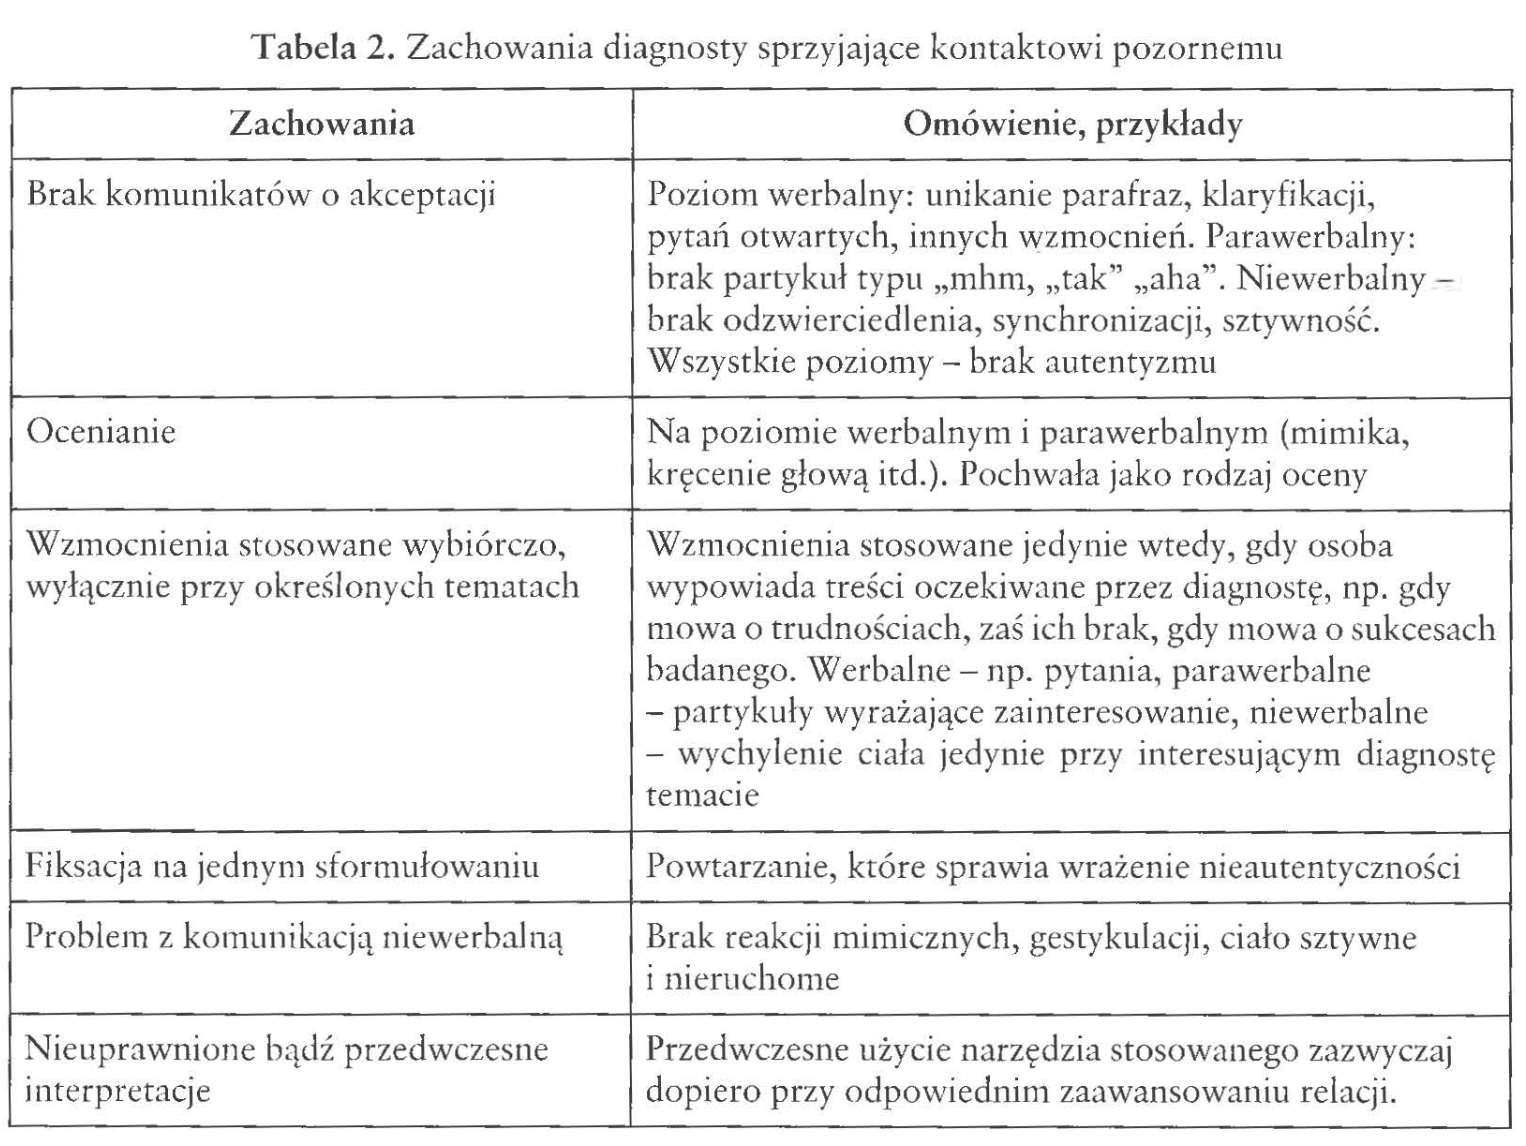 Tabela 2. Zachowania diagnosty sprzyjające kontaktowi pozornemu
Zachowania
Omówienie, przykłady
Brak komunikatów o akceptacji
Poziom werbalny: unikanie parafraz, klaryfikacji,
pytań otwartych, innych wzmocnień. Parawerbalny:
brak partykuł typu „mhm, „tak” „aha”. Niewerbalny –
brak odzwierciedlenia, synchronizacji, sztywność.
Wszystkie poziomy – brak autentyzmu
Ocenianie
Na poziomie werbalnym i parawerbalnym (mimika,
kręcenie głową itd.). Pochwała jako rodzaj oceny
Wzmocnienia stosowane wybiórczo,
wyłącznie przy określonych tematach
Wzmocnienia stosowane jedynie wtedy, gdy osoba
wypowiada treści oczekiwane przez diagnostę, np. gdy
mowa o trudnościach, zaś ich brak, gdy mowa o sukcesach
badanego. Werbalne – np. pytania, parawerbalne
– partykuły wyrażające zainteresowanie, niewerbalne
– wychylenie ciała jedynie przy interesującym diagnostę
temacie
Fiksacja na jednym sformułowaniu
Powtarzanie, które sprawia wrażenie nieautentyczności
Problem z komunikacją niewerbalną
Brak reakcji mimicznych, gestykulacji, ciało sztywne
i nieruchome
Nieuprawnione bądź przedwczesne
interpretacje
Przedwczesne użycie narzędzia stosowanego zazwyczaj
dopiero przy odpowiednim zaawansowaniu relacji.